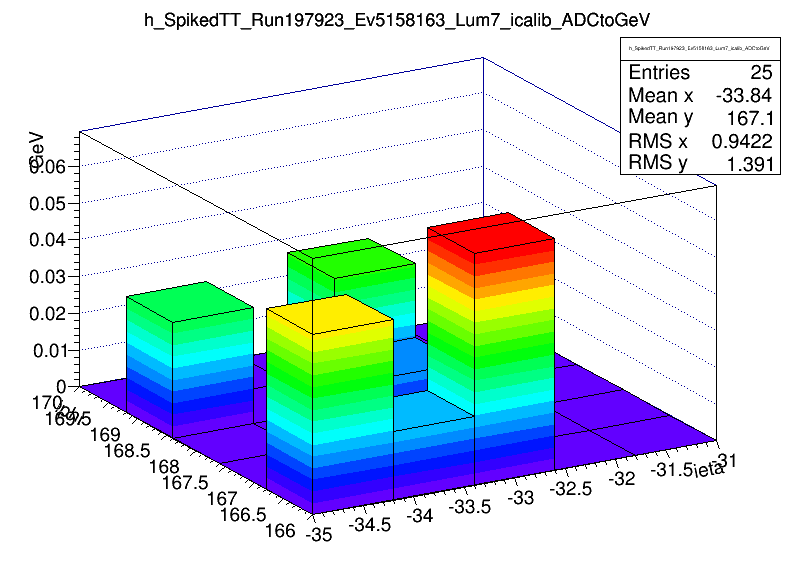 h_SpikedTT_Run197923_Ev5158163_Lum7_icalib_ADCtoGeV
h_SpikedTT_Run197923_Ev5158163_Lum7_icalib_ADCtoGeV
Entries 25
Mean x -33.84
Mean y 167.1
RMS x 0.9422
RMS y 1.391
GeV
0.06
0.05
0.04
0.03
0.02
0.01
0
170
169.5
169
168.5
168
167.5
167
166.5
166
-35
-34.5
-34
-33.5
-33
-32.5
-32
-31.5
-31
ieta